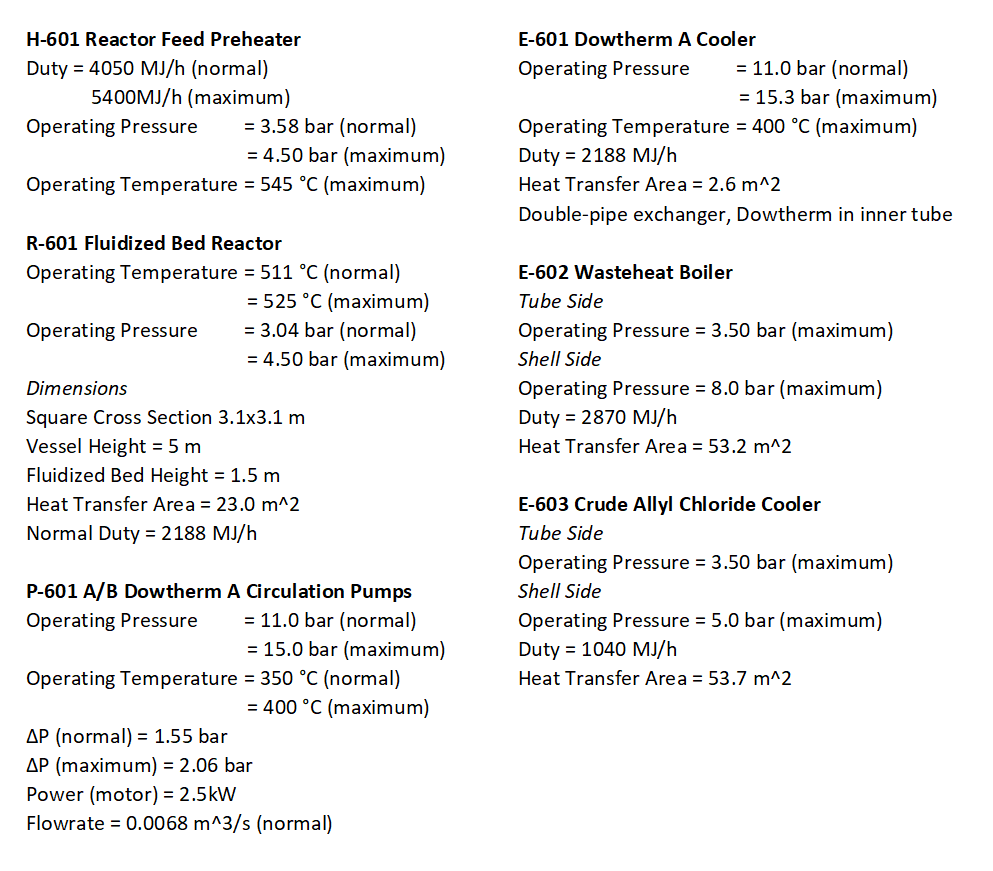 H-601 Reactor Feed Preheater
Duty = 4050 MJ/h (normal)
5400MJ/h (maximum)
Operating Pressure = 3.58 bar (normal)
= 4.50 bar (maximum)
Operating Temperature = 545 °C (maximum)
R-601 Fluidized Bed Reactor
Operating Temperature = 511 °C (normal)
= 525 °C (maximum)
Operating Pressure = 3.04 bar (normal)
= 4.50 bar (maximum)
Dimensions
Square Cross Section 3.1x3.1 m
Vessel Height = 5 m
Fluidized Bed Height = 1.5 m
Heat Transfer Area = 23.0 m^2
Normal Duty = 2188 MJ/h
P-601 A/B Dowtherm A Circulation Pumps
Operating Pressure = 11.0 bar (normal)
= 15.0 bar (maximum)
Operating Temperature = 350 °C (normal)
= 400 °C (maximum)
ΔP (normal) = 1.55 bar
ΔP (maximum) = 2.06 bar
Power (motor) = 2.5kW
Flowrate = 0.0068 m^3/s (normal)
E-601 Dowtherm A Cooler
Operating Pressure = 11.0 bar (normal)
= 15.3 bar (maximum)
Operating Temperature = 400 °C (maximum)
Duty = 2188 MJ/h
Heat Transfer Area = 2.6 m^2
Double-pipe exchanger, Dowtherm in inner tube
E-602 Wasteheat Boiler
Tube Side
Operating Pressure = 3.50 bar (maximum)
Shell Side
Operating Pressure = 8.0 bar (maximum)
Duty = 2870 MJ/h
Heat Transfer Area = 53.2 m^2
E-603 Crude Allyl Chloride Cooler
Tube Side
Operating Pressure = 3.50 bar (maximum)
Shell Side
Operating Pressure = 5.0 bar (maximum)
Duty = 1040 MJ/h
Heat Transfer Area = 53.7 m^2